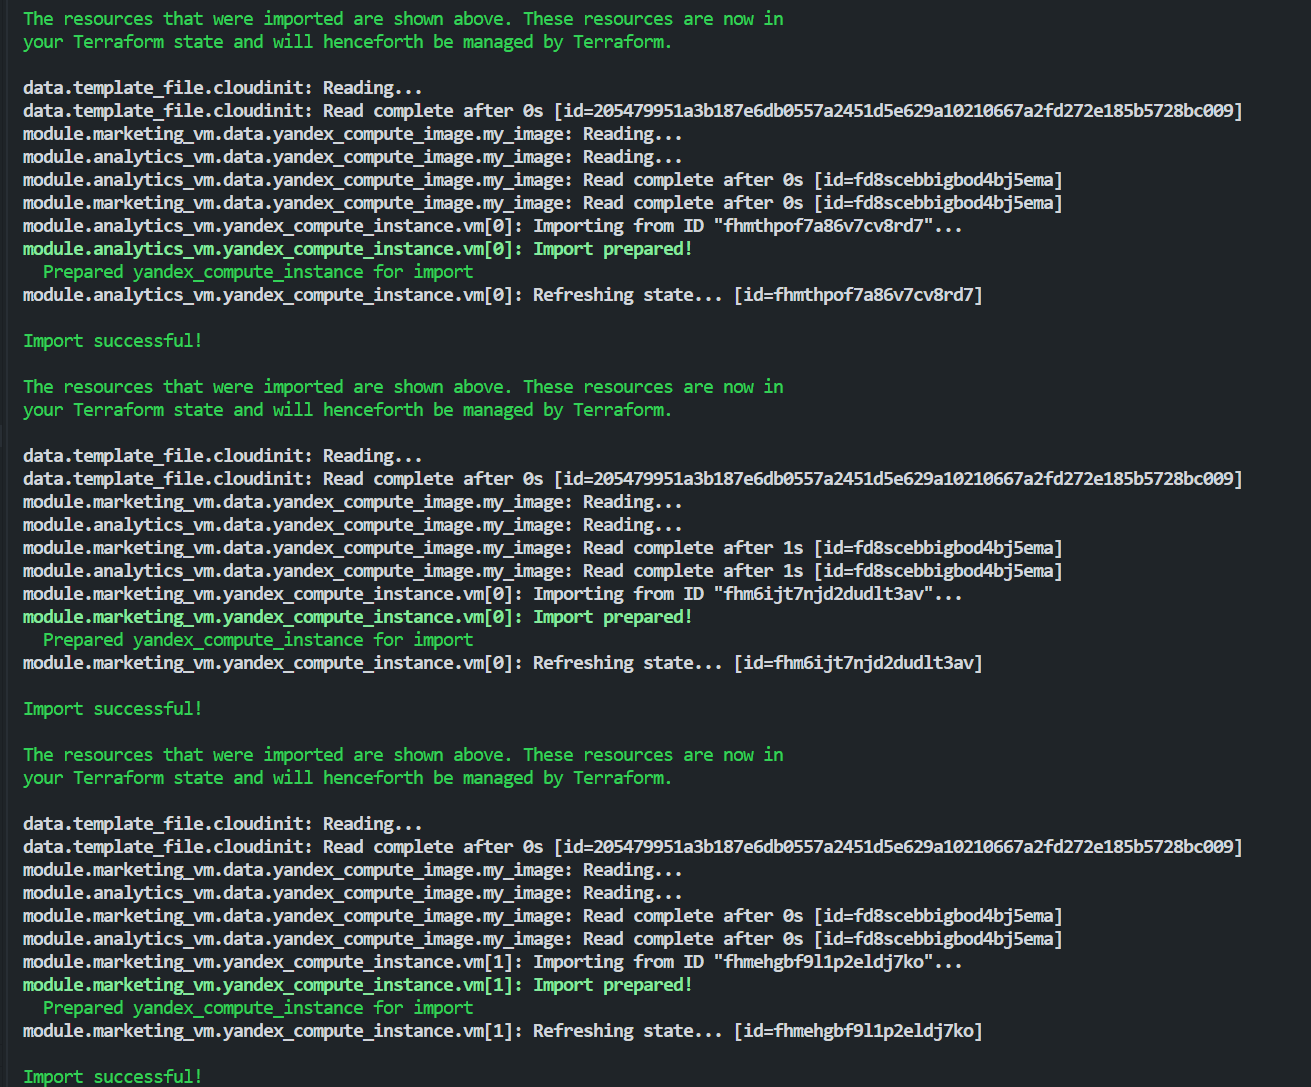 The resources that were imported are shown above. These resources are now in
your Terraform state and will henceforth be managed by Terraform.
data.template_file.cloudinit: Reading...
data.template_file.cloudinit: Read complete after 0s [id=205479951a3b187e6db0557a2451d5e629a10210667a2fd272e185b5728bc009]
module.marketing_vm.data.yandex_compute_image.my_image: Reading...
module.analytics_vm.data.yandex_compute_image.my_image: Reading...
module.analytics_vm.data.yandex_compute_image.my_image: Read complete after 0s [id=fd8scebbigbod4bj5ema]
module.marketing_vm.data.yandex_compute_image.my_image: Read complete after 0s [id=fd8scebbigbod4bj5ema]
module.analytics_vm.yandex_compute_instance.vm[0]: Importing from ID "fhmthpof7a86v7cv8rd7"...
module.analytics_vm.yandex_compute_instance.vm[0]: Import prepared!
  Prepared yandex_compute_instance for import
module.analytics_vm.yandex_compute_instance.vm[0]: Refreshing state... [id=fhmthpof7a86v7cv8rd7]
Import successful!
The resources that were imported are shown above. These resources are now in
your Terraform state and will henceforth be managed by Terraform.
data.template_file.cloudinit: Reading...
data.template_file.cloudinit: Read complete after 0s [id=205479951a3b187e6db0557a2451d5e629a10210667a2fd272e185b5728bc009]
module.marketing_vm.data.yandex_compute_image.my_image: Reading...
module.analytics_vm.data.yandex_compute_image.my_image: Reading...
module.marketing_vm.data.yandex_compute_image.my_image: Read complete after 1s [id=fd8scebbigbod4bj5ema]
module.analytics_vm.data.yandex_compute_image.my_image: Read complete after 1s [id=fd8scebbigbod4bj5ema]
module.marketing_vm.yandex_compute_instance.vm[0]: Importing from ID "fhm6ijt7njd2dudlt3av"...
module.marketing_vm.yandex_compute_instance.vm[0]: Import prepared!
  Prepared yandex_compute_instance for import
module.marketing_vm.yandex_compute_instance.vm[0]: Refreshing state... [id=fhm6ijt7njd2dudlt3av]
Import successful!
The resources that were imported are shown above. These resources are now in
your Terraform state and will henceforth be managed by Terraform.
data.template_file.cloudinit: Reading...
data.template_file.cloudinit: Read complete after 0s [id=205479951a3b187e6db0557a2451d5e629a10210667a2fd272e185b5728bc009]
module.marketing_vm.data.yandex_compute_image.my_image: Reading...
module.analytics_vm.data.yandex_compute_image.my_image: Reading...
module.marketing_vm.data.yandex_compute_image.my_image: Read complete after 0s [id=fd8scebbigbod4bj5ema]
module.analytics_vm.data.yandex_compute_image.my_image: Read complete after 0s [id=fd8scebbigbod4bj5ema]
module.marketing_vm.yandex_compute_instance.vm[1]: Importing from ID "fhmehgbf9l1p2eldj7ko"...
module.marketing_vm.yandex_compute_instance.vm[1]: Import prepared!
  Prepared yandex_compute_instance for import
module.marketing_vm.yandex_compute_instance.vm[1]: Refreshing state... [id=fhmehgbf9l1p2eldj7ko]
Import successful!